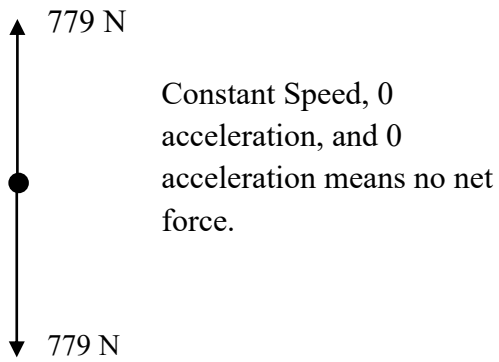 779 N
Constant Speed, 0
acceleration, and 0
acceleration means no net
force.
779 N